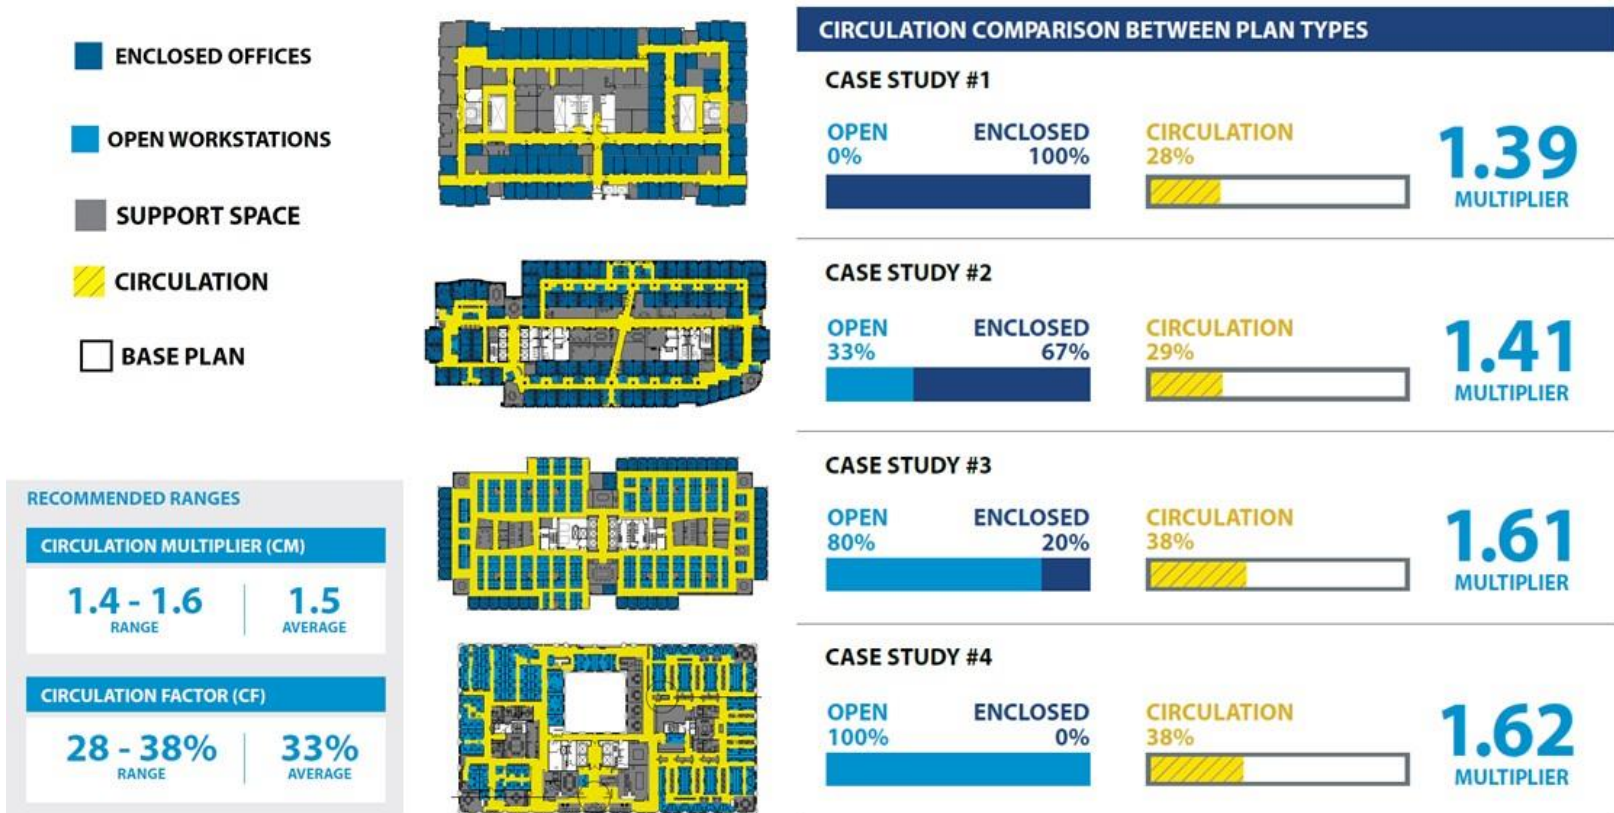 ENCLOSED OFFICES
OPEN WORKSTATIONS
SUPPORT SPACE
CIRCULATION
BASE PLAN
RECOMMENDED RANGES
CIRCULATION MULTIPLIER (CM)
1.4 - 1.6
RANGE
1.5
AVERAGE
CIRCULATION FACTOR (CF)
28 - 38%
RANGE
33%
AVERAGE
CIRCULATION COMPARISON BETWEEN PLAN TYPES
CASE STUDY #1
OPEN
0%
ENCLOSED
100%
CIRCULATION
28%
1.39
MULTIPLIER
CASE STUDY #2
OPEN
33%
ENCLOSED
67%
CIRCULATION
29%
1.41
MULTIPLIER
CASE STUDY #3
OPEN
80%
ENCLOSED
20%
CIRCULATION
38%
1.61
MULTIPLIER
CASE STUDY #4
OPEN
100%
ENCLOSED
0%
CIRCULATION
38%
1.62
MULTIPLIER